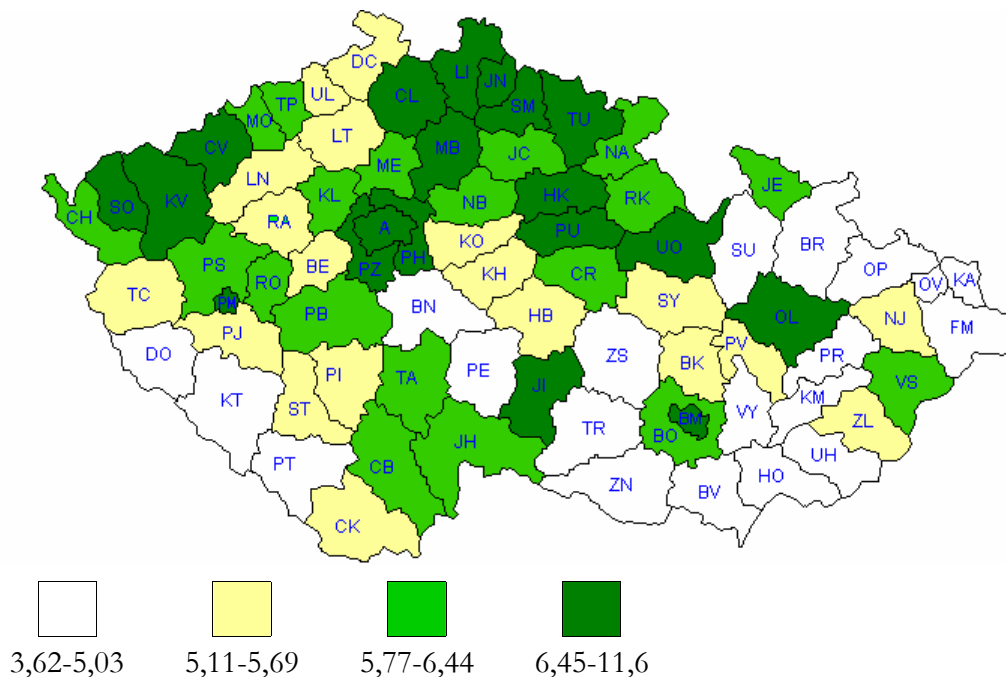 DC
LI
JN
UL
CL
SM
TP
MO
TU
LT
CV
MB
JC
NA
ME
LN
JE
KL
SO
KV
NB
HK
RK
CH
RA
A
PU
KO
UO
SU
BR
PH
PS
BE
PZ
KH
CR
OP
RO
KA
OV
TC
PM
SY
PB
BN
HB
OL
NJ
FM
PJ
DO
ZS
PV
PR
PE
BK
PI
TA
JI
VS
KT
ST
KM
VY
BM
ZL
TR
BO
JH
PT
CB
UH
HO
ZN
BV
CK
3,62-5,03 5,11-5,69 5,77-6,44 6,45-11,6